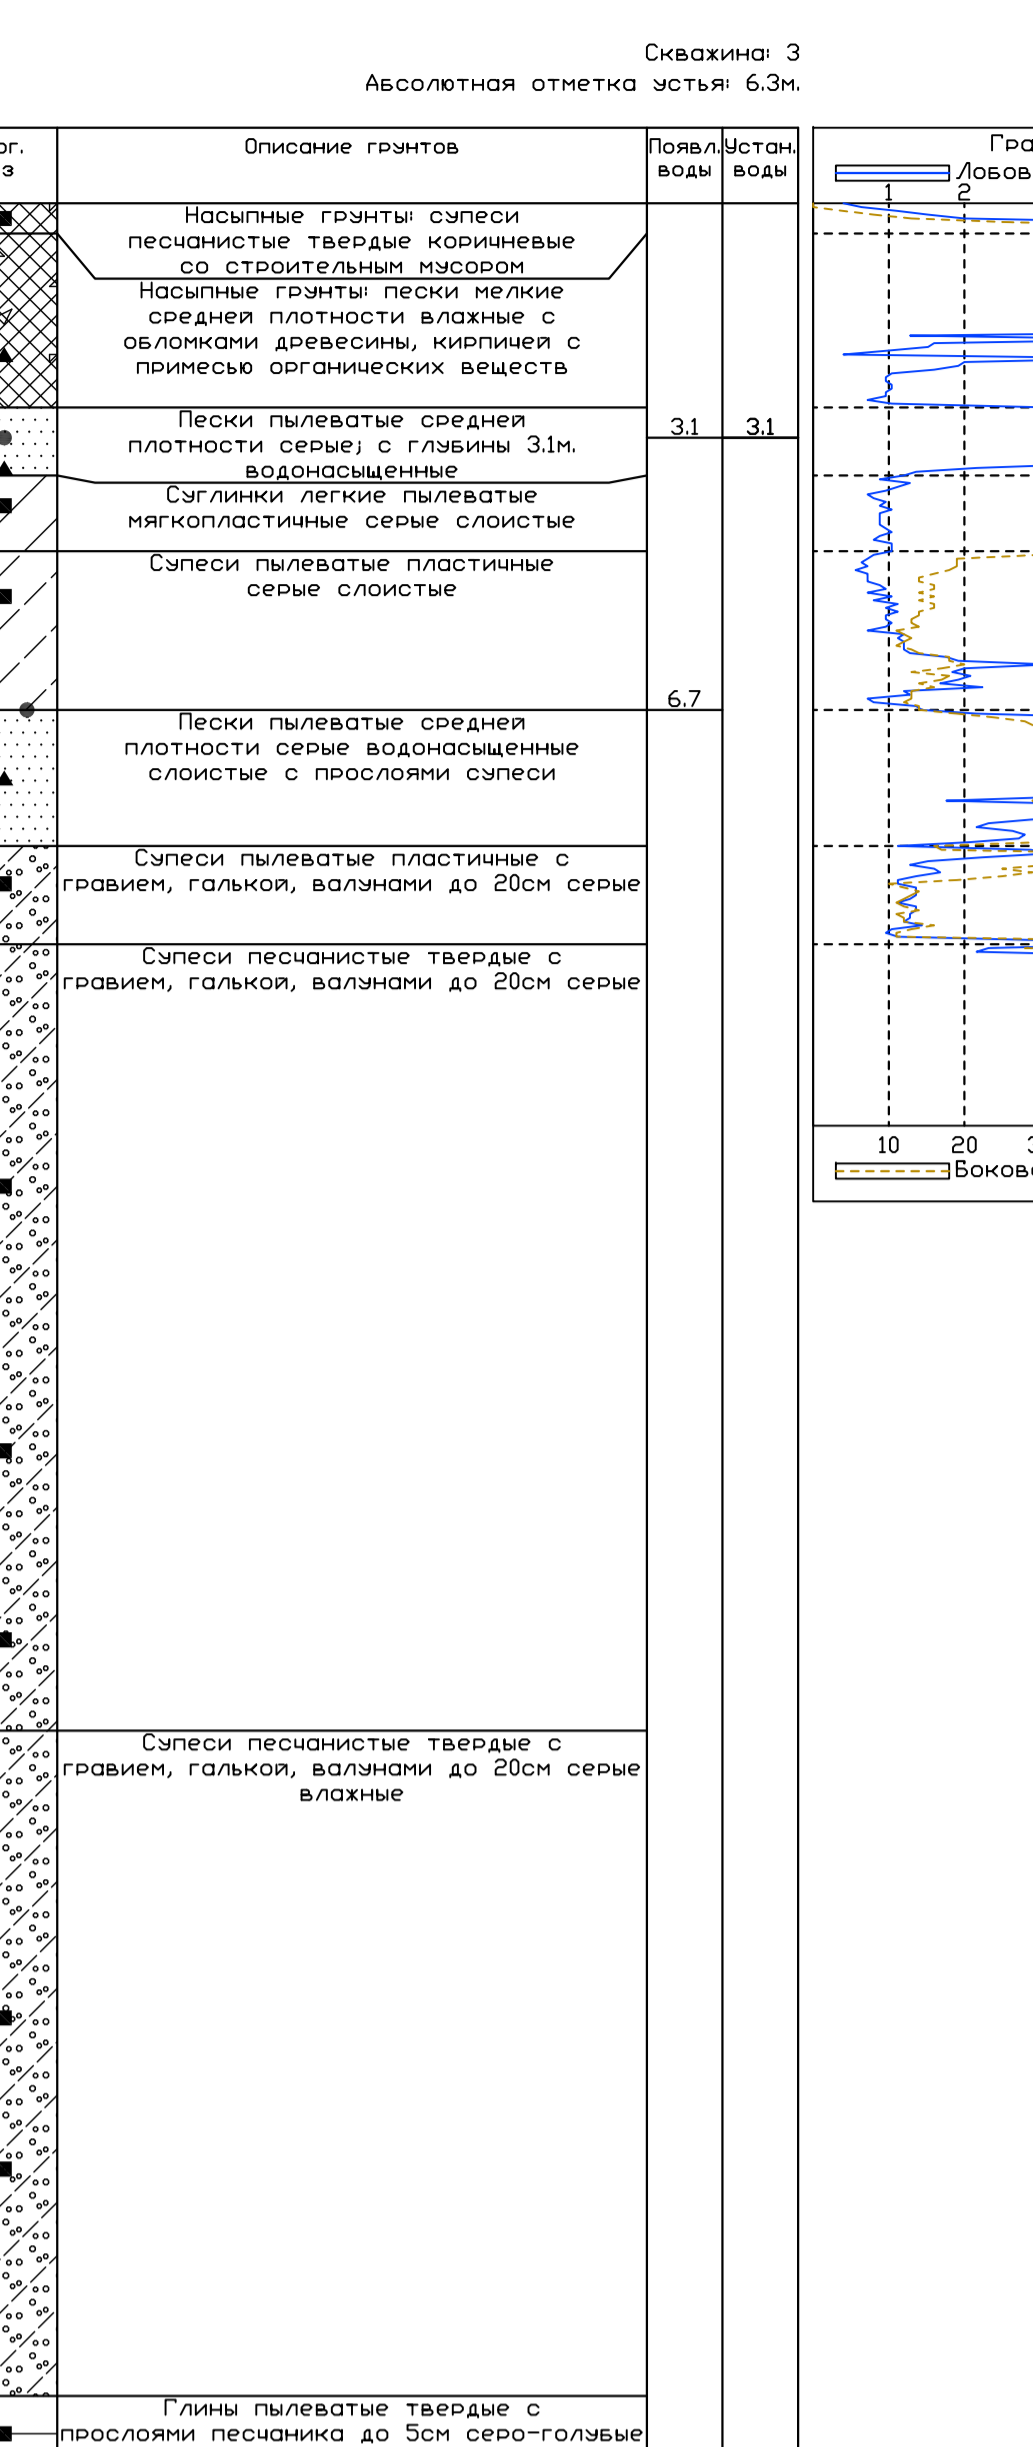 Скважина: 3
Абсолютная отметка устья: 6.3м.
ог.
з
Описание грунтов
Появл.
воды
Устан.
воды
Гра
Лобов
1 2
Насыпные грунты: супеси
песчанистые твердые коричневые
со строительным мусором
Насыпные грунты: пески мелкие
средней плотности влажные с
обломками древесины, кирпичей с
примесью органических веществ
Пески пылеватые средней
плотности серые; с глубины 3.1м.
водонасыщенные
3.1 3.1
Суглинки легкие пылеватые
мягкопластичные серые слоистые
Супеси пылеватые пластичные
серые слоистые
6.7
Пески пылеватые средней
плотности серые водонасыщенные
слоистые с прослоями супеси
Супеси пылеватые пластичные с
гравием, галькой, валунами до 20см серые
Супеси песчанистые твердые с
гравием, галькой, валунами до 20см серые
10 20
Боков
Супеси песчанистые твердые с
гравием, галькой, валунами до 20см серые
влажные
Глины пылеватые твердые с
прослоями песчаника до 5см серо-голубые